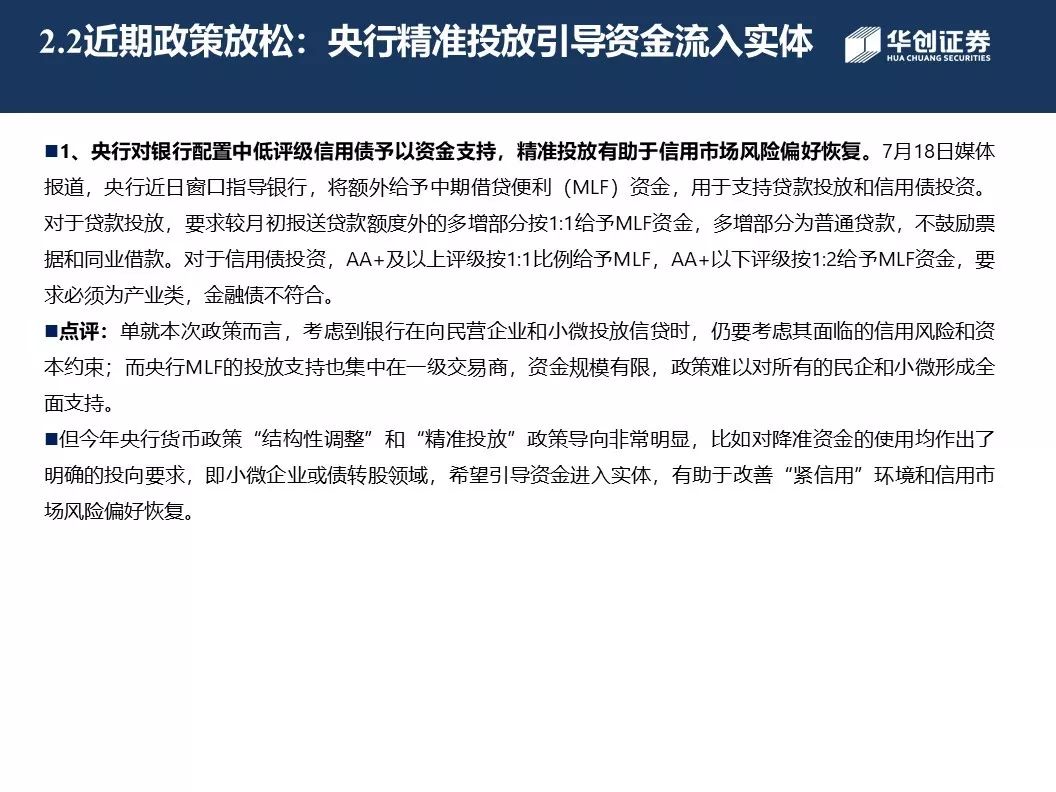 2.2近期政策放松：央行精准投放引导资金流入实体
华创证券
HUA CHUANG SECURITIES
■1、央行对银行配置中低评级信用债予以资金支持，精准投放有助于信用市场风险偏好恢复。7月18日媒体
报道，央行近日窗口指导银行，将额外给予中期借贷便利（MLF）资金，用于支持贷款投放和信用债投资。
对于贷款投放，要求较月初报送贷款额度外的多增部分按1:1给予MLF资金，多增部分为普通贷款，不鼓励票
据和同业借款。对于信用债投资，AA+及以上评级按1:1比例给予MLF，AA+以下评级按1:2给予MLF资金，要
求必须为产业类，金融债不符合。
■点评：单就本次政策而言，考虑到银行在向民营企业和小微投放信贷时，仍要考虑其面临的信用风险和资
本约束；而央行MLF的投放支持也集中在一级交易商，资金规模有限，政策难以对所有的民企和小微形成全
面支持。
■但今年央行货币政策“结构性调整”和“精准投放”政策导向非常明显，比如对降准资金的使用均作出了
明确的投向要求，即小微企业或债转股领域，希望引导资金进入实体，有助于改善“紧信用”环境和信用市
场风险偏好恢复。